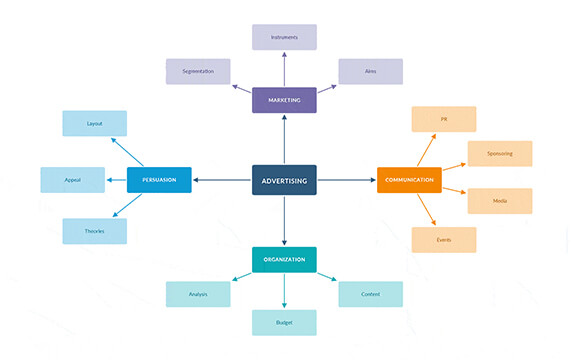 Instruments
Segmentation
Aims
MARKETING
Layout
Appeal
Theories
PERSUASION
ADVERTISING
COMMUNICATION
PR
Sponsoring
Media
Events
ORGANIZATION
Analysis
Budget
Content